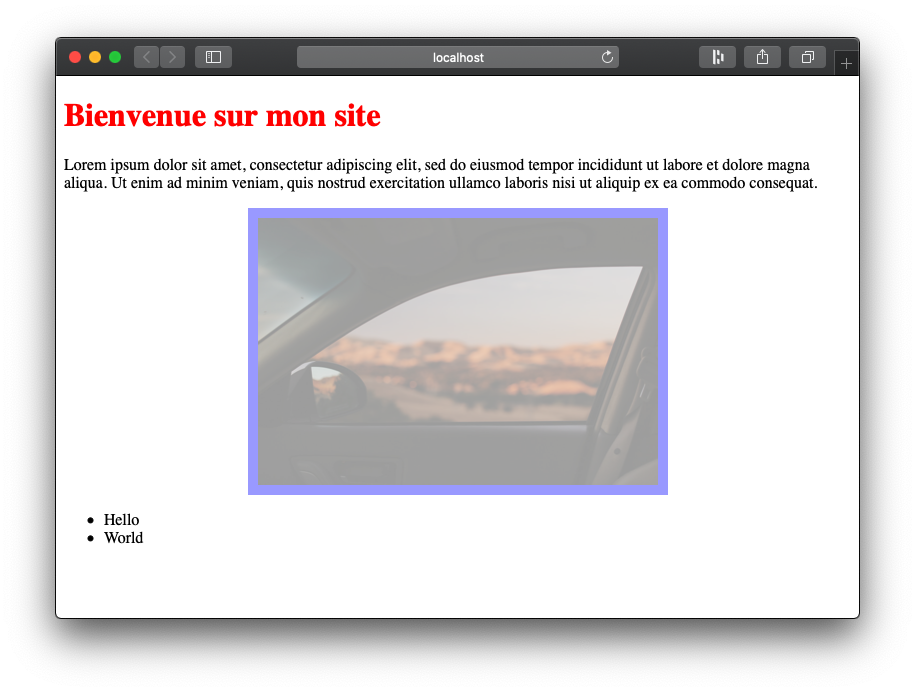 localhost
Bienvenue sur mon site
Lorem ipsum dolor sit amet, consectetur adipiscing elit, sed do eiusmod tempor incididunt ut labore et dolore magna
aliqua. Ut enim ad minim veniam, quis nostrud exercitation ullamco laboris nisi ut aliquip ex ea commodo consequat.
Hello
World